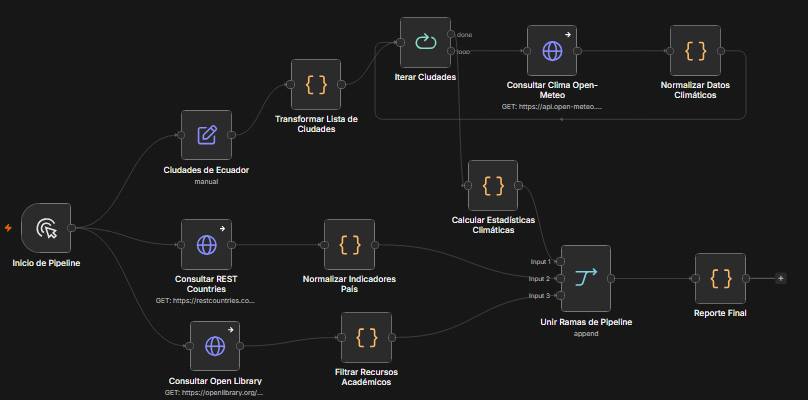 done
loop
Iterar Ciudades
Consultar Clima Open-
Meteo
GET: https://api.open-meteo....
Normalizar Datos
Climáticos
Transformar Lista de
Ciudades
Ciudades de Ecuador
manual
Calcular Estadísticas
Climáticas
Inicio de Pipeline
Consultar REST
Countries
GET: https://restcountries.co...
Normalizar Indicadores
País
Input 1
Input 2
Input 3
Unir Ramas de Pipeline
append
Reporte Final
Consultar Open Library
GET: https://openlibrary.org/...
Filtrar Recursos
Académicos